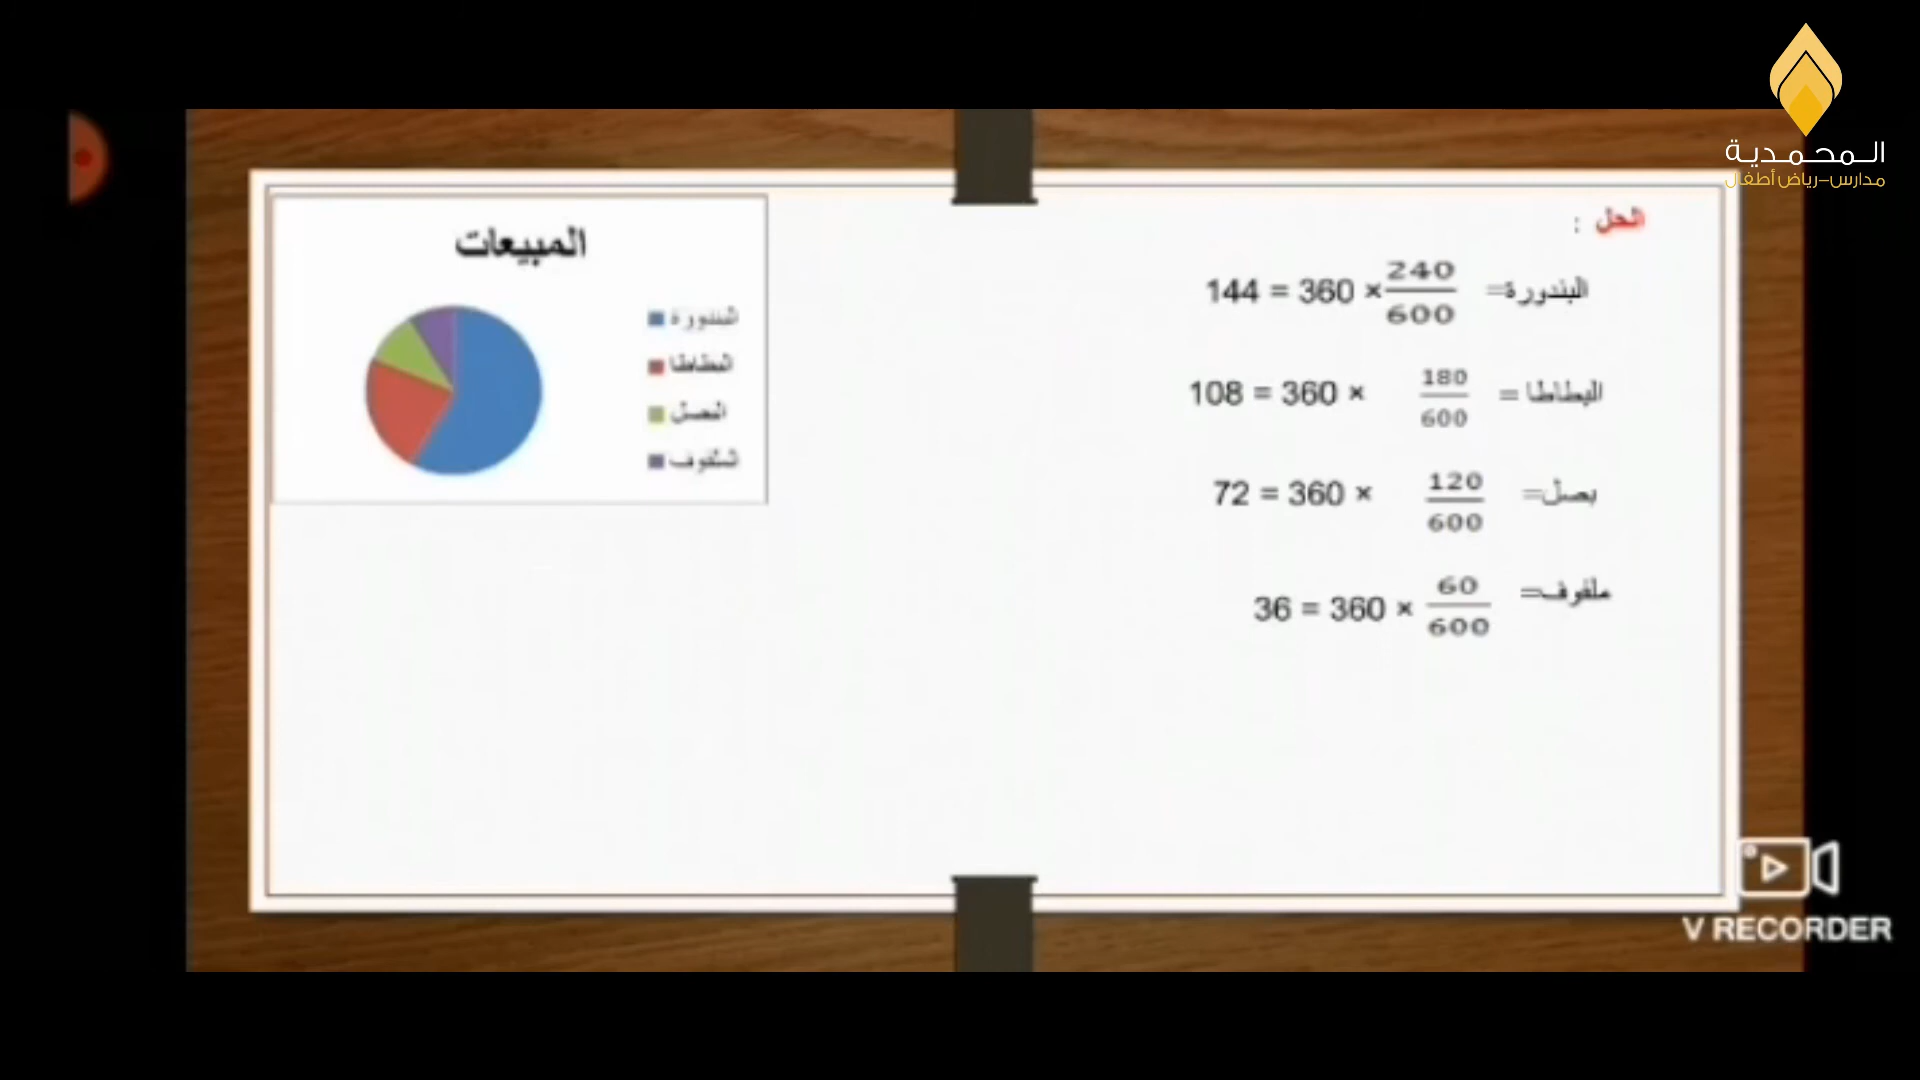 المحمدية
مدارس-رياض أطفال
الحل :
البندورة= 240/600 × 360 = 144
البطاطا = 180/600 × 360 = 108
بصل= 120/600 × 360 = 72
ملفوف= 60/600 × 360 = 36
المبيعات
البندورة
البطاطا
البصل
الملفوف
V RECORDER